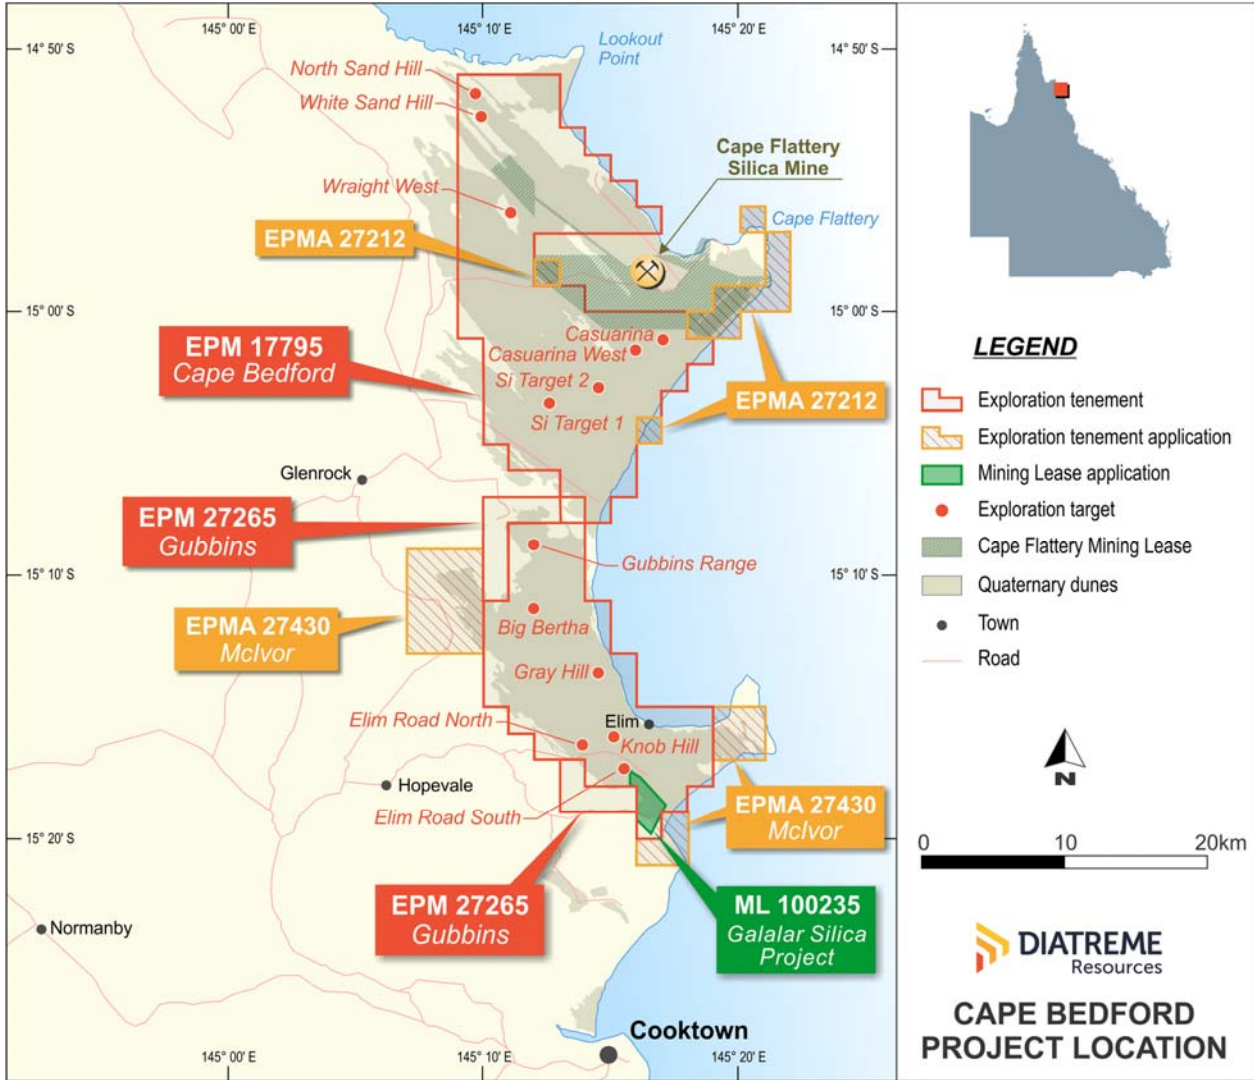 145° 00' E
145° 10' E
145° 20' E
14° 50' S
14° 50' S
Lookout
Point
North Sand Hill
White Sand Hill
Cape Flattery
Silica Mine
Wraight West
Cape Flattery
EPMA 27212
15° 00' S
15° 00' S
EPM 17795
Cape Bedford
Casuarina
Casuarina West
Si Target 2
Si Target 1
EPMA 27212
Glenrock
EPM 27265
Gubbins
Gubbins Range
15° 10' S
15° 10' S
EPMA 27430
McIvor
Big Bertha
Gray Hill
Elim Road North
Elim
Knob Hill
Hopevale
Elim Road South
EPMA 27430
McIvor
15° 20' S
15° 20' S
EPM 27265
Gubbins
ML 100235
Galalar Silica
Project
Normanby
Cooktown
145° 00' E
145° 10' E
145° 20' E
LEGEND
Exploration tenement
Exploration tenement application
Mining Lease application
Exploration target
Cape Flattery Mining Lease
Quaternary dunes
Town
Road
N
0 10 20km
DIATREME
Resources
CAPE BEDFORD
PROJECT LOCATION